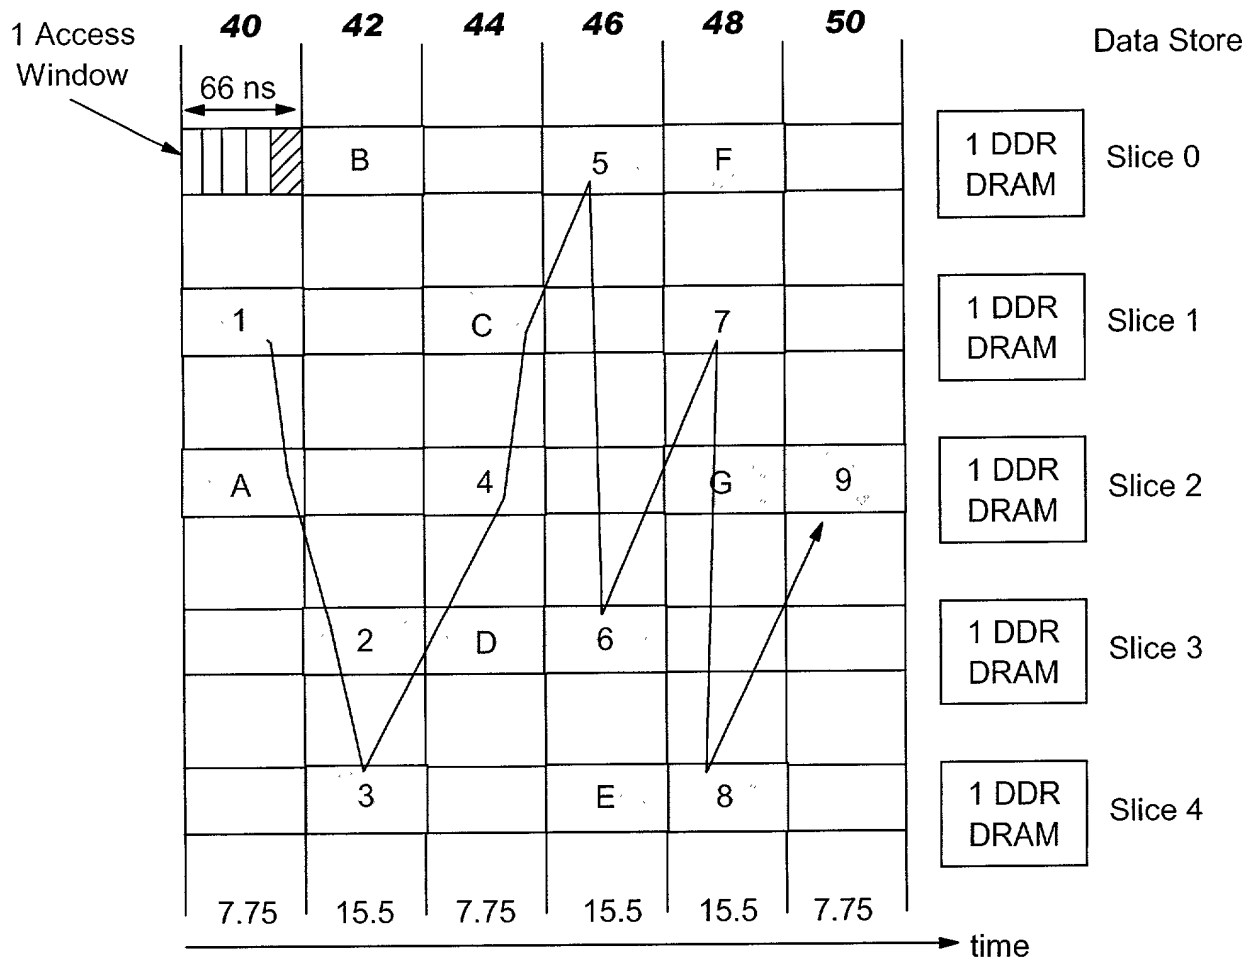 40 42 44 46 48 50
1 Access
Window
Data Store
66 ns
B 5 F
1 DDR
DRAM
Slice 0
1 C 7
1 DDR
DRAM
Slice 1
A 4 G 9
1 DDR
DRAM
Slice 2
2 D 6
1 DDR
DRAM
Slice 3
3 E 8
1 DDR
DRAM
Slice 4
7.75 15.5 7.75 15.5 15.5 7.75
time